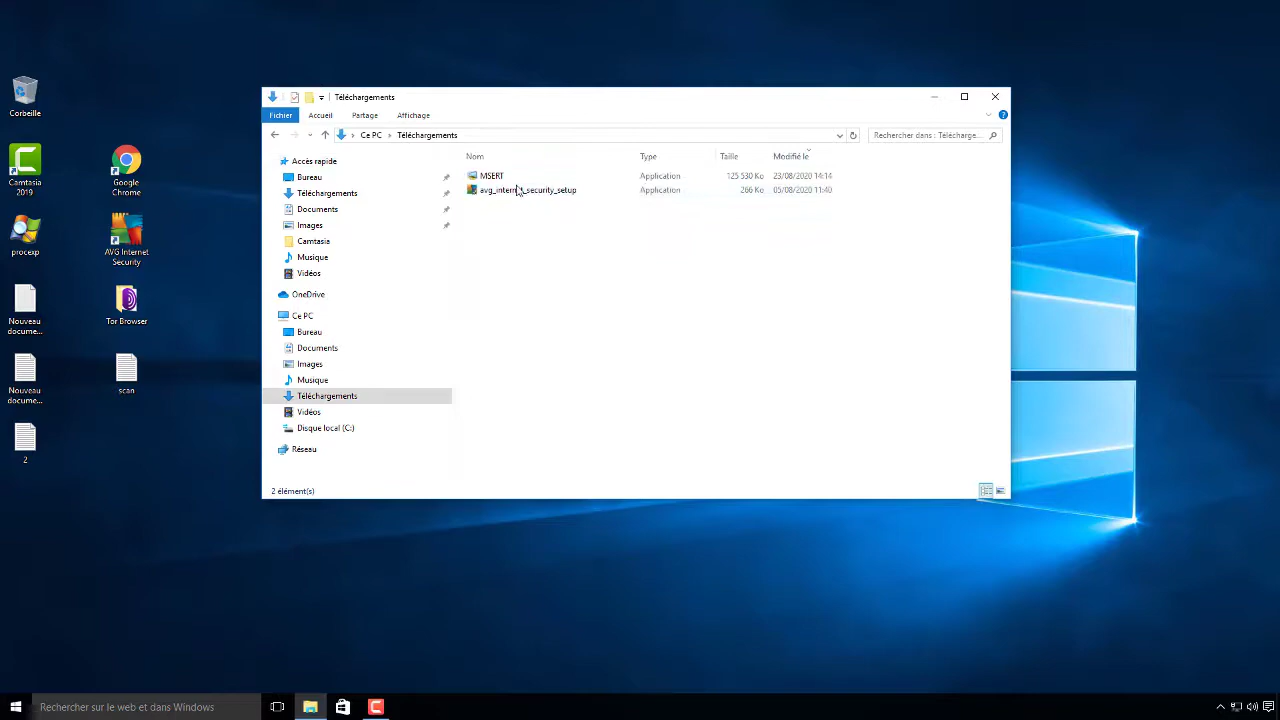 Téléchargements
Fichier
Accueil
Partage
Affichage
Ce PC
Téléchargements
Rechercher dans : Télécharge...
Nom
Type
Taille
Modifié le
MSERT
Application
125 530 Ko
23/08/2020 14:14
avg_internet_security_setup
Application
266 Ko
05/08/2020 11:40
Accès rapide
Bureau
Téléchargements
Documents
Images
Camtasia
Musique
Vidéos
OneDrive
Ce PC
Bureau
Documents
Images
Musique
Téléchargements
Vidéos
Disque local (C:)
Réseau
2 élément(s)
Corbeille
Camtasia
2019
Google
Chrome
procexp
AVG Internet
Security
Nouveau
docume...
Tor Browser
Nouveau
docume...
scan
2
Rechercher sur le web et dans Windows